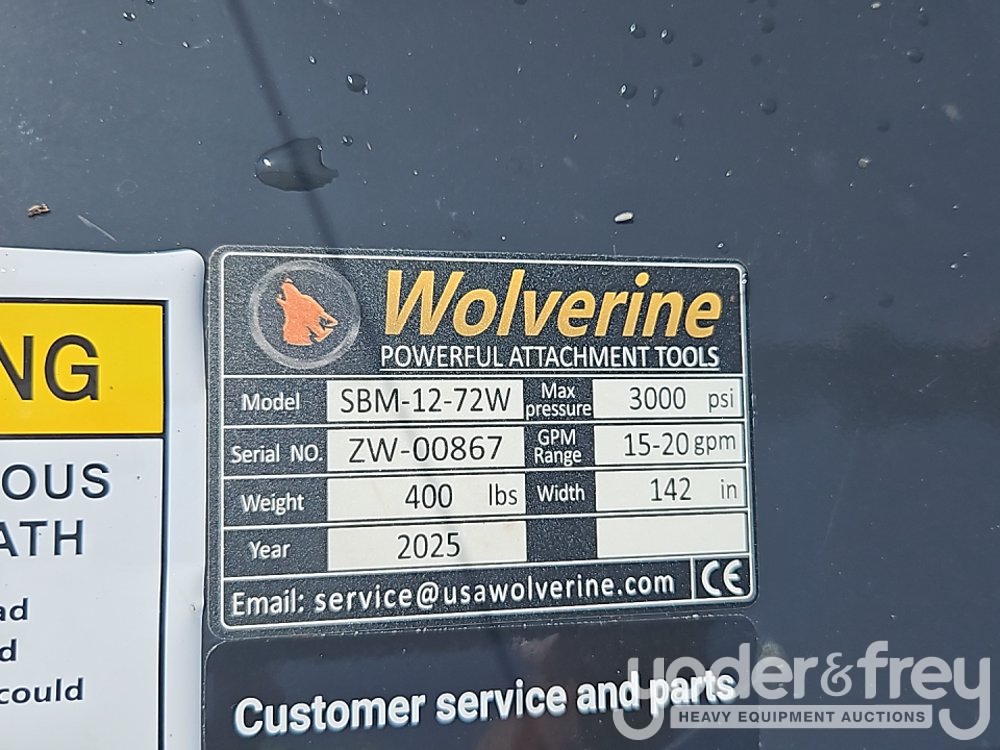 NG
OUS
ATH
ad
d
could
Wolverine
POWERFUL ATTACHMENT TOOLS
Model SBM-12-72W Max pressure 3000 psi
Serial NO. ZW-00867 GPM Range 15-20 gpm
Weight 400 lbs Width 142 in
Year 2025
Email: service@usawolverine.com CE
Customer service and parts
yoder&frey
HEAVY EQUIPMENT AUCTIONS